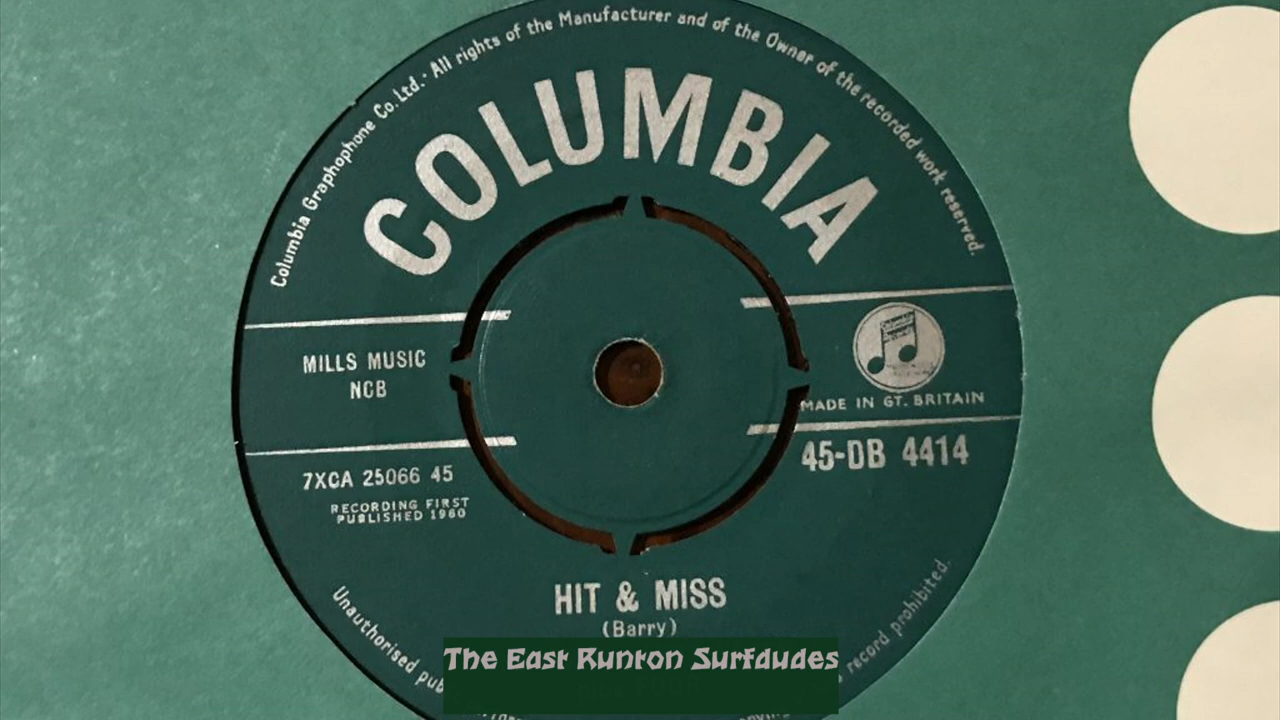 Columbia Graphophone Co. Ltd. · All rights of the Manufacturer and of the Owner of the recorded work reserved.
COLUMBIA
MILLS MUSIC
NCB
MADE IN GT. BRITAIN
45-DB 4414
7XCA 25066 45
RECORDING FIRST
PUBLISHED 1960
HIT & MISS
(Barry)
The East Runton Surfdudes
Unauthorised
record prohibited.